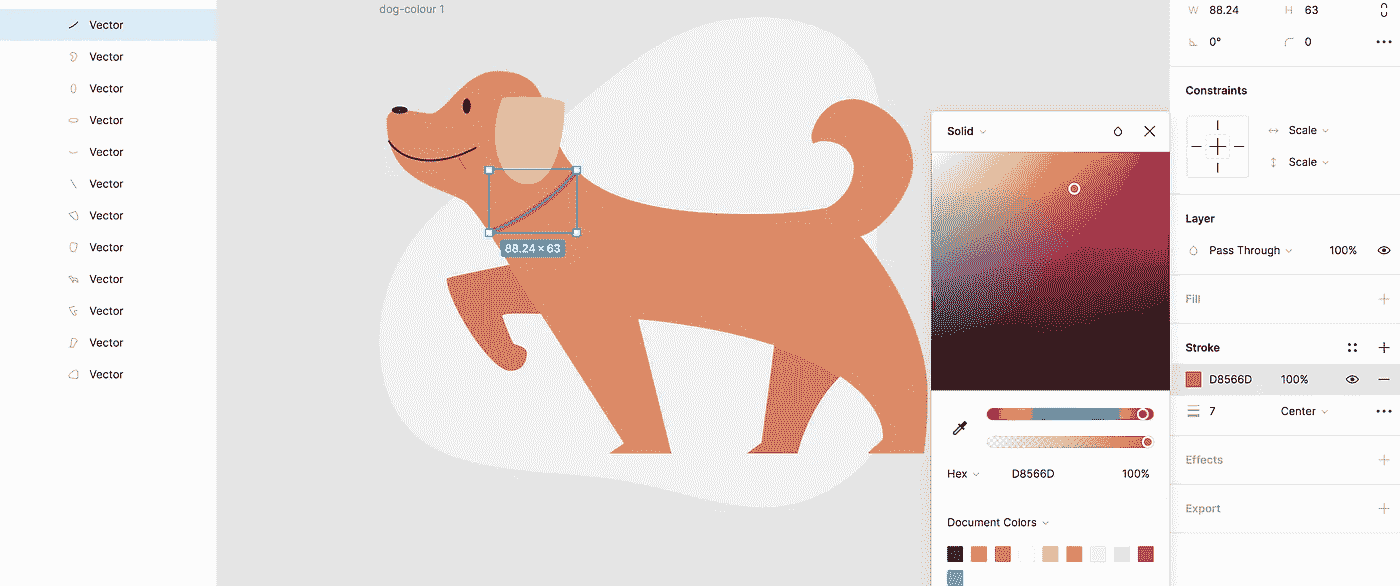 Vector
Vector
Vector
Vector
Vector
Vector
Vector
Vector
Vector
Vector
Vector
Vector
dog-colour 1
88.24 × 63
Solid
Hex D8566D 100%
Document Colors
W 88.24 H 63
0° 0
Constraints
Scale
Scale
Layer
Pass Through 100%
Fill
Stroke
D8566D 100%
7 Center
Effects
Export